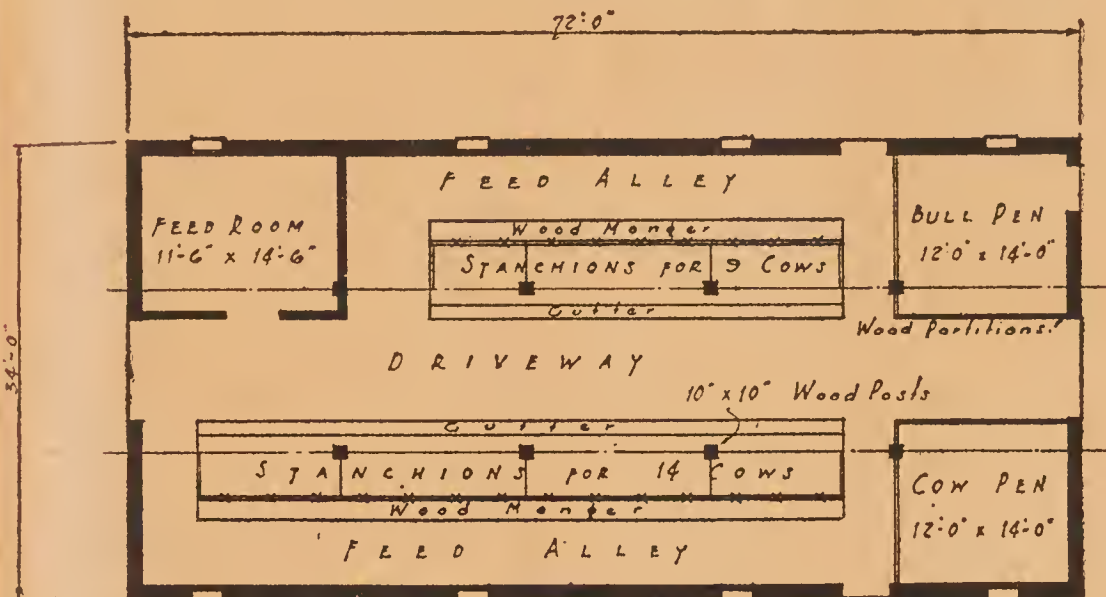 72'-0"
FEED ALLEY
FEED ROOM
11'-6" x 14'-6"
Wood Manger
STANCHIONS FOR 9 COWS
Gutter
BULL PEN
12'-0" x 14'-0"
Wood Partitions
34'-0"
DRIVEWAY
10" x 10" Wood Posts
Gutter
STANCHIONS FOR 14 COWS
Wood Manger
COW PEN
12'-0" x 14'-0"
FEED ALLEY